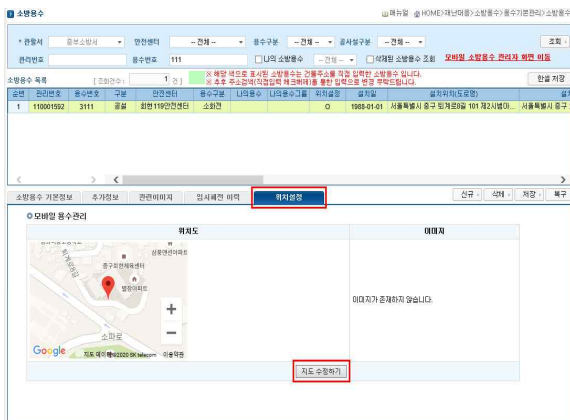 소방용수
매뉴얼 HOME>재난대응>소방용수>용수기본관리>소방용수
* 관할서 중부소방서 안전센터 -- 전체 -- 용수구분 -- 전체 -- 공사설구분 -- 전체 -- 조회
관리번호 용수번호 111 나의 소방용수 -- 전체 -- 삭제된 소방용수 조회 모바일 소방용수 관리자 화면 이동
소방용수 목록 [ 조회건수 : 1 건 ] ※ 해당 색으로 표시된 소방용수는 건물주소를 직접 입력한 소방용수 입니다. 엑셀 저장
※ 추후 주소검색(직접입력 체크해제)를 통한 입력으로 변경 부탁드립니다.
순번 관리번호 용수번호 구분 안전센터 용수구분 나의용수 나의용수그룹 위치설정 설치일 설치위치(도로명)
1 110001592 3111 공설 회현119안전센터 소화전 O 1988-01-01 서울특별시 중구 퇴계로8길 101 제2시범아... 서울특별시 중구
소방용수 기본정보 추가정보 관련이미지 임시폐전 이력 위치설정 신규 삭제 저장 복구
모바일 용수관리
위치도 이미지
삼풍맨션아파트
중구회현체육센터
퇴계로8길
별장아파트
이미지가 존재하지 않습니다.
+
−
소파로
Google ©2020 SK telecom 이용약관
지도 수정하기